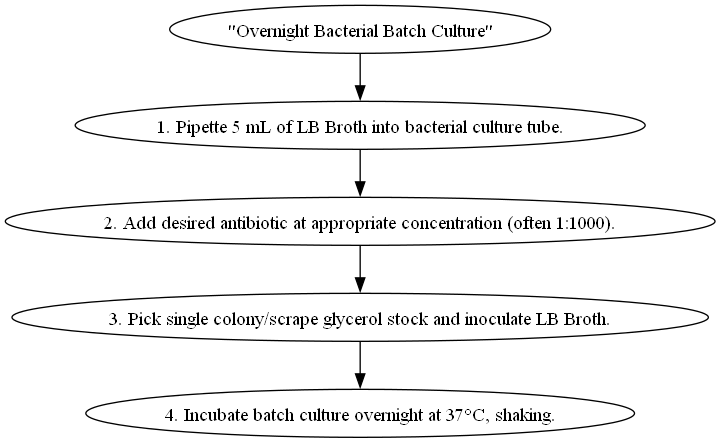 "Overnight Bacterial Batch Culture"
1. Pipette 5 mL of LB Broth into bacterial culture tube.
2. Add desired antibiotic at appropriate concentration (often 1:1000).
3. Pick single colony/scrape glycerol stock and inoculate LB Broth.
4. Incubate batch culture overnight at 37°C, shaking.